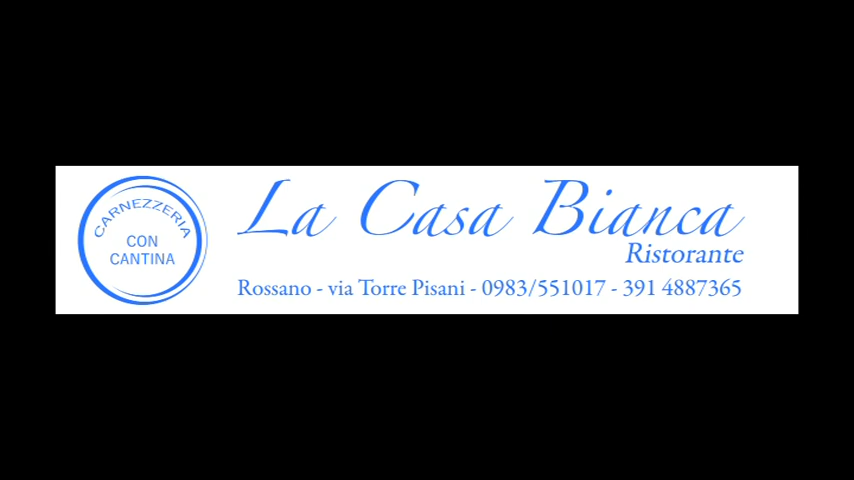 CARNEZZERIA
CON
CANTINA
La Casa Bianca
Ristorante
Rossano - via Torre Pisani - 0983/551017 - 391 4887365